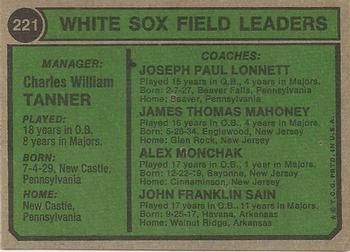 221
WHITE SOX FIELD LEADERS
MANAGER:
Charles William
TANNER
PLAYED:
18 years in O.B.
8 years in Majors.
BORN:
7-4-29, New Castle,
Pennsylvania
HOME:
New Castle,
Pennsylvania
COACHES:
JOSEPH PAUL LONNETT
Played 15 years in O.B. 4 years in Majors.
Born: 2-7-27, Beaver Falls, Pennsylvania
Home: Beaver, Pennsylvania
JAMES THOMAS MAHONEY
Played 16 years in O.B. 4 years in Majors.
Born: 5-26-34, Englewood, New Jersey
Home: Glen Rock, New Jersey
ALEX MONCHAK
Played 17 years in O.B. 1 year in Majors.
Born: 12-22-19, Bayonne, New Jersey
Home: Cinnaminson, New Jersey
JOHN FRANKLIN SAIN
Played 17 years in O.B. 11 years in Majors.
Born: 9-25-17, Havana, Arkansas
Home: Walnut Ridge, Arkansas
© T.C.G. PRTD. IN U.S.A.